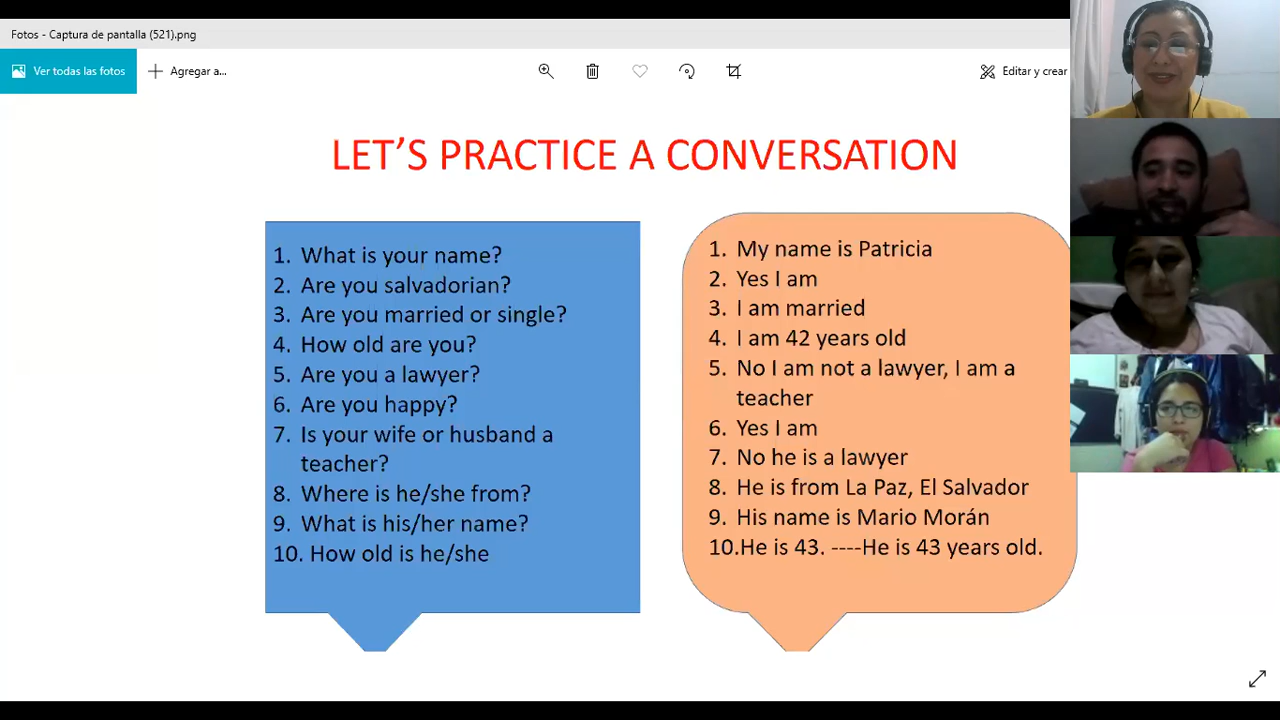 Fotos - Captura de pantalla (521).png
Ver todas las fotos
Agregar a...
Editar y crear
LET’S PRACTICE A CONVERSATION
1. What is your name?
2. Are you salvadorian?
3. Are you married or single?
4. How old are you?
5. Are you a lawyer?
6. Are you happy?
7. Is your wife or husband a
teacher?
8. Where is he/she from?
9. What is his/her name?
10. How old is he/she
1. My name is Patricia
2. Yes I am
3. I am married
4. I am 42 years old
5. No I am not a lawyer, I am a
teacher
6. Yes I am
7. No he is a lawyer
8. He is from La Paz, El Salvador
9. His name is Mario Morán
10.He is 43. ----He is 43 years old.